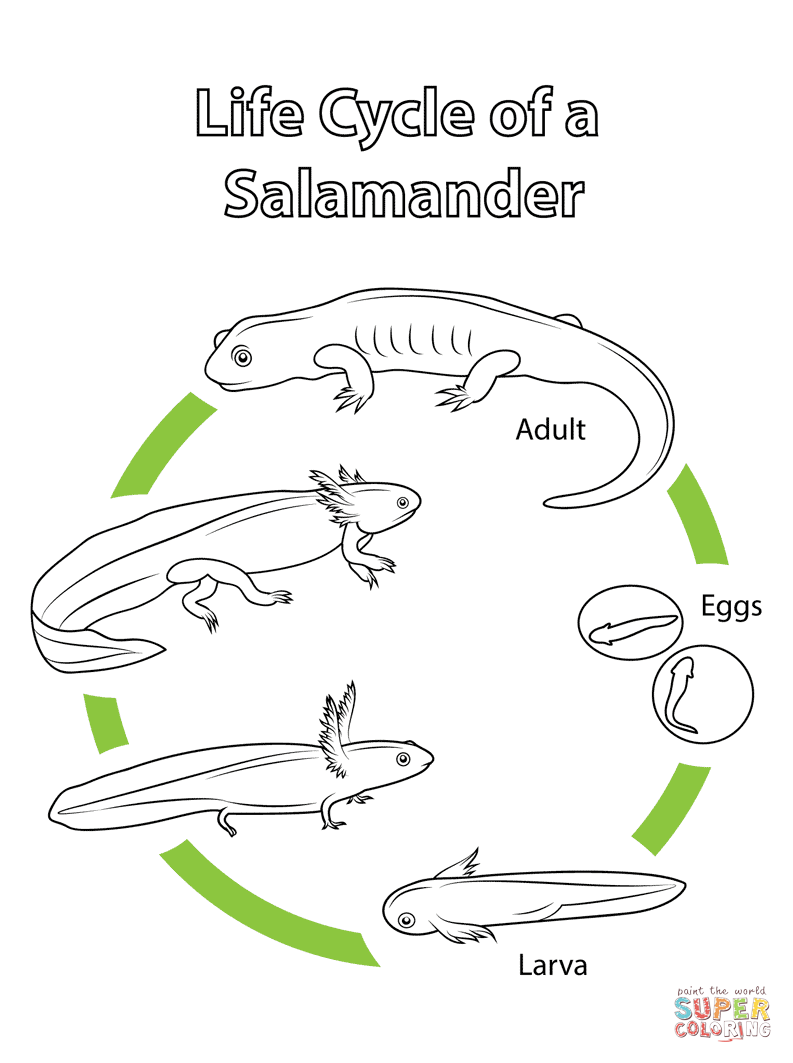 Life Cycle of a
Salamander
Adult
Eggs
Larva
paint the world
SUPER
COLORING